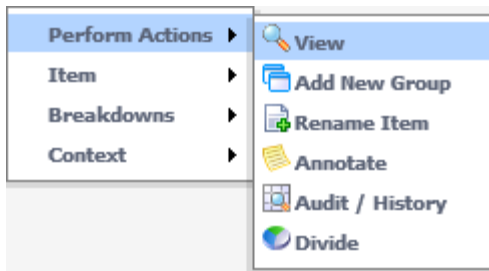 Perform Actions
Item
Breakdowns
Context
View
Add New Group
Rename Item
Annotate
Audit / History
Divide